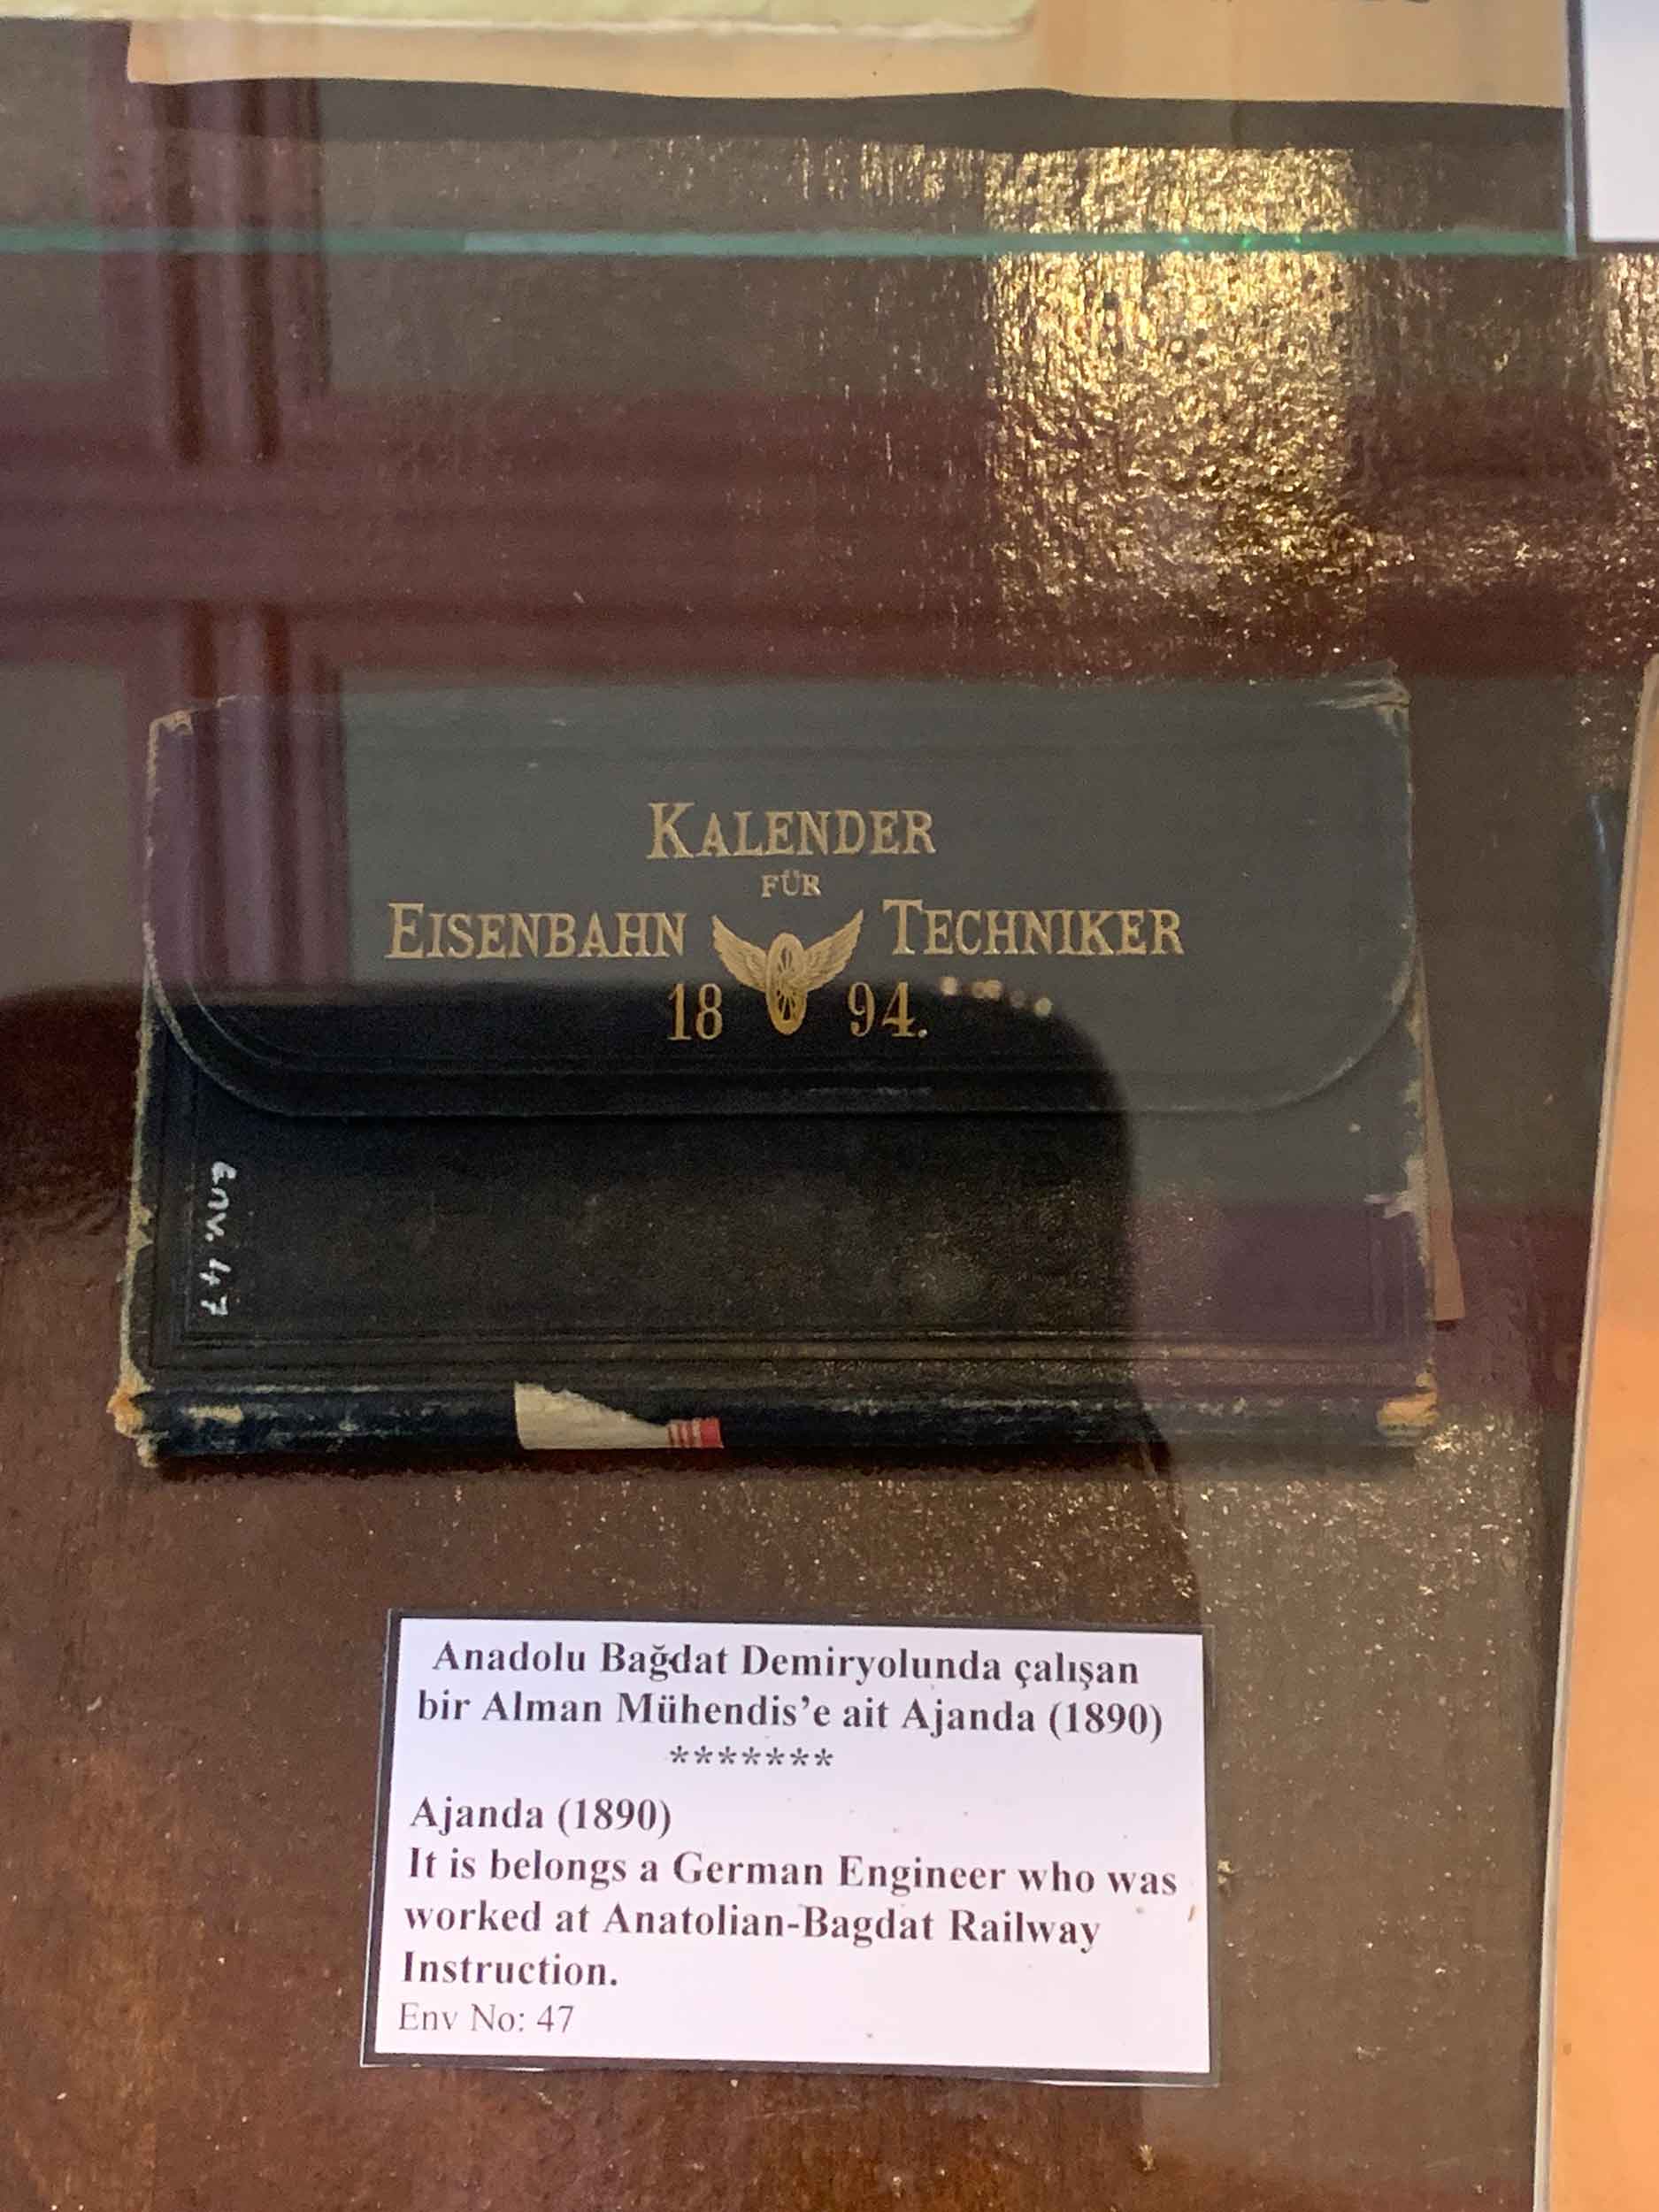 KALENDER
FÜR
EISENBAHN TECHNIKER
18 94.
Env. 47
Anadolu Bağdat Demiryolunda çalışan
bir Alman Mühendis’e ait Ajanda (1890)
*******
Ajanda (1890)
It is belongs a German Engineer who was
worked at Anatolian-Bagdat Railway
Instruction.
Env No: 47